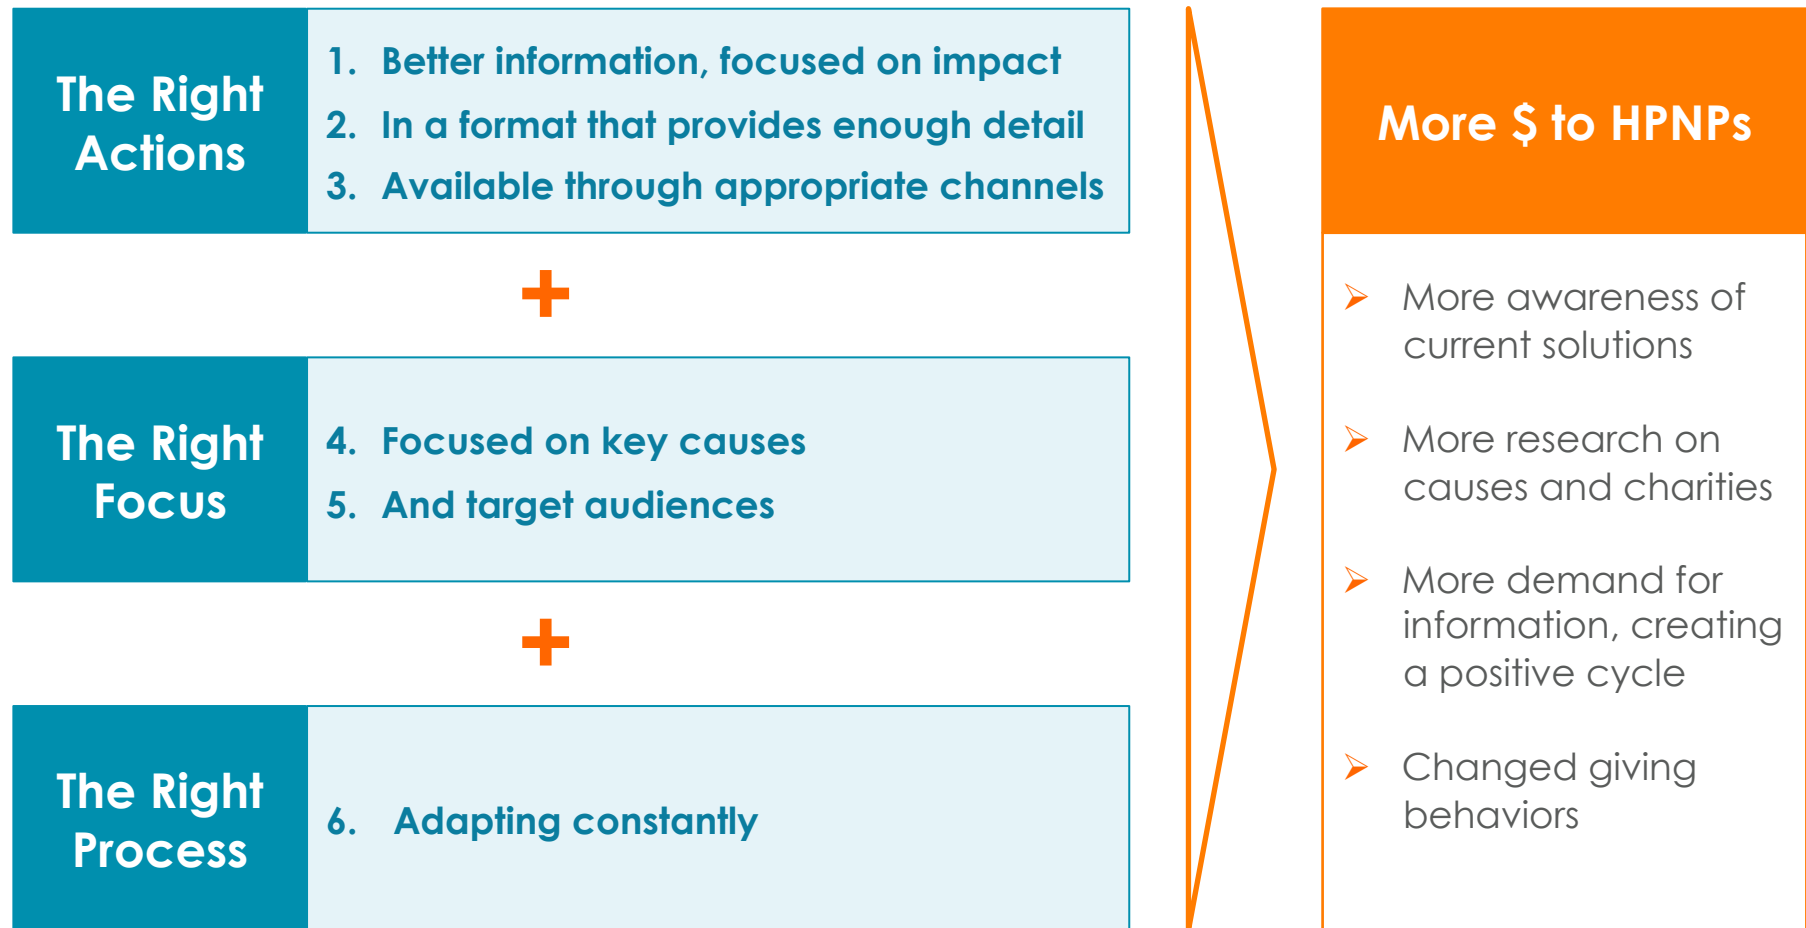 The Right
Actions
1. Better information, focused on impact
2. In a format that provides enough detail
3. Available through appropriate channels
+
The Right
Focus
4. Focused on key causes
5. And target audiences
+
The Right
Process
6. Adapting constantly
More $ to HPNPs
➢ More awareness of
current solutions
➢ More research on
causes and charities
➢ More demand for
information, creating
a positive cycle
➢ Changed giving
behaviors